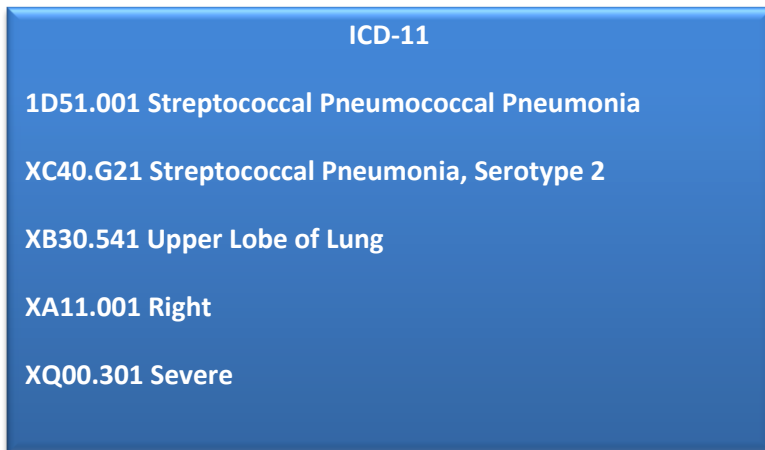 ICD-11
1D51.001 Streptococcal Pneumococcal Pneumonia
XC40.G21 Streptococcal Pneumonia, Serotype 2
XB30.541 Upper Lobe of Lung
XA11.001 Right
XQ00.301 Severe